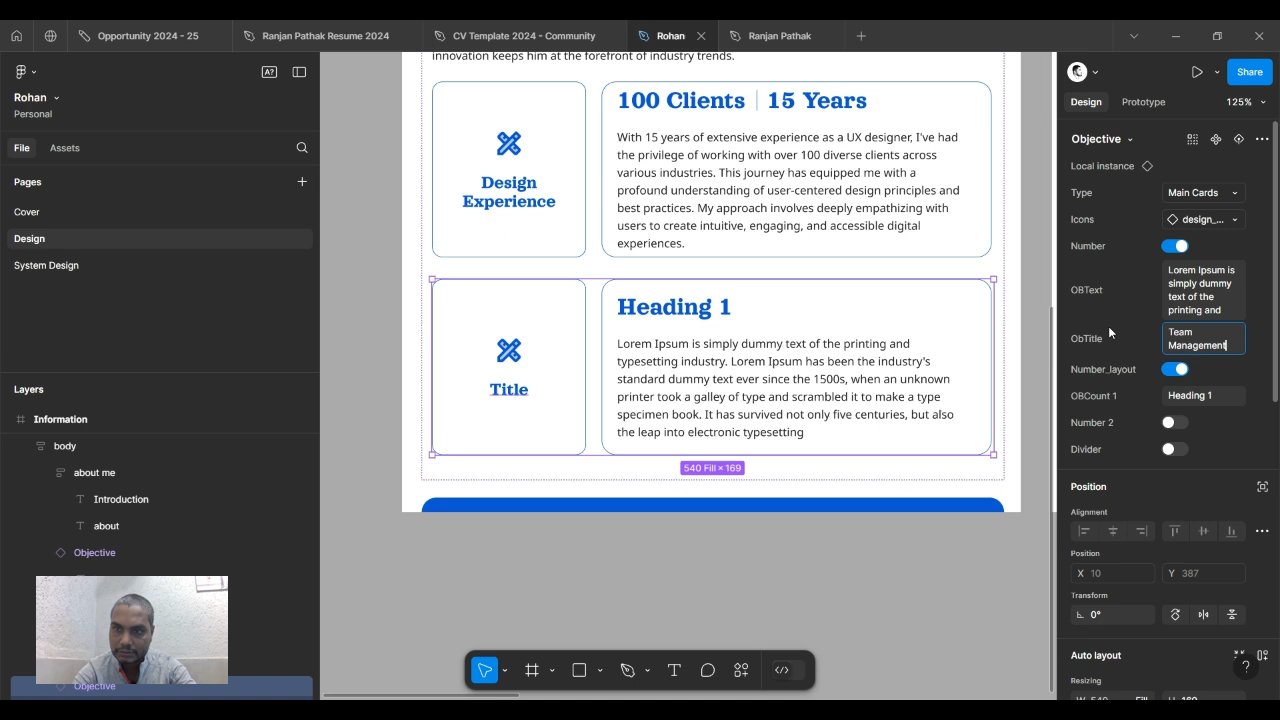 Opportunity 2024 - 25
Ranjan Pathak Resume 2024
CV Template 2024 - Community
Rohan
Ranjan Pathak
A?
Share
Rohan
Personal
Design
Prototype
125%
File
Assets
Pages
Cover
Design
System Design
Layers
Information
body
about me
Introduction
about
Objective
Objective
innovation keeps him at the forefront of industry trends.
Design
Experience
100 Clients
15 Years
With 15 years of extensive experience as a UX designer, I've had
the privilege of working with over 100 diverse clients across
various industries. This journey has equipped me with a
profound understanding of user-centered design principles and
best practices. My approach involves deeply empathizing with
users to create intuitive, engaging, and accessible digital
experiences.
Title
Heading 1
Lorem Ipsum is simply dummy text of the printing and
typesetting industry. Lorem Ipsum has been the industry's
standard dummy text ever since the 1500s, when an unknown
printer took a galley of type and scrambled it to make a type
specimen book. It has survived not only five centuries, but also
the leap into electronic typesetting
540 Fill × 169
Objective
Local instance
Type
Main Cards
Icons
design_...
Number
OBText
Lorem Ipsum is
simply dummy
text of the
printing and
ObTitle
Team
Management
Number_layout
OBCount 1
Heading 1
Number 2
Divider
Position
Alignment
Position
X 10
Y 387
Transform
0°
Auto layout
Resizing
W 540
Fill
H 169
?